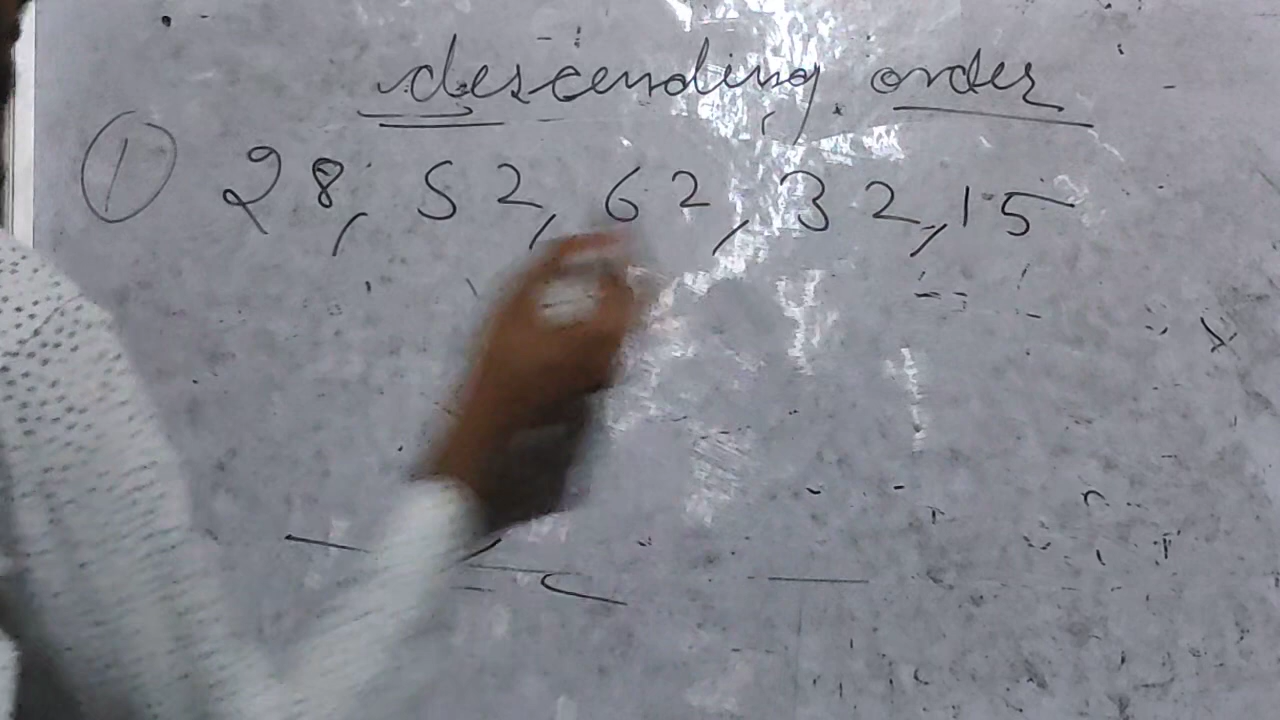 descending order
① 28, 52, 62, 32, 15